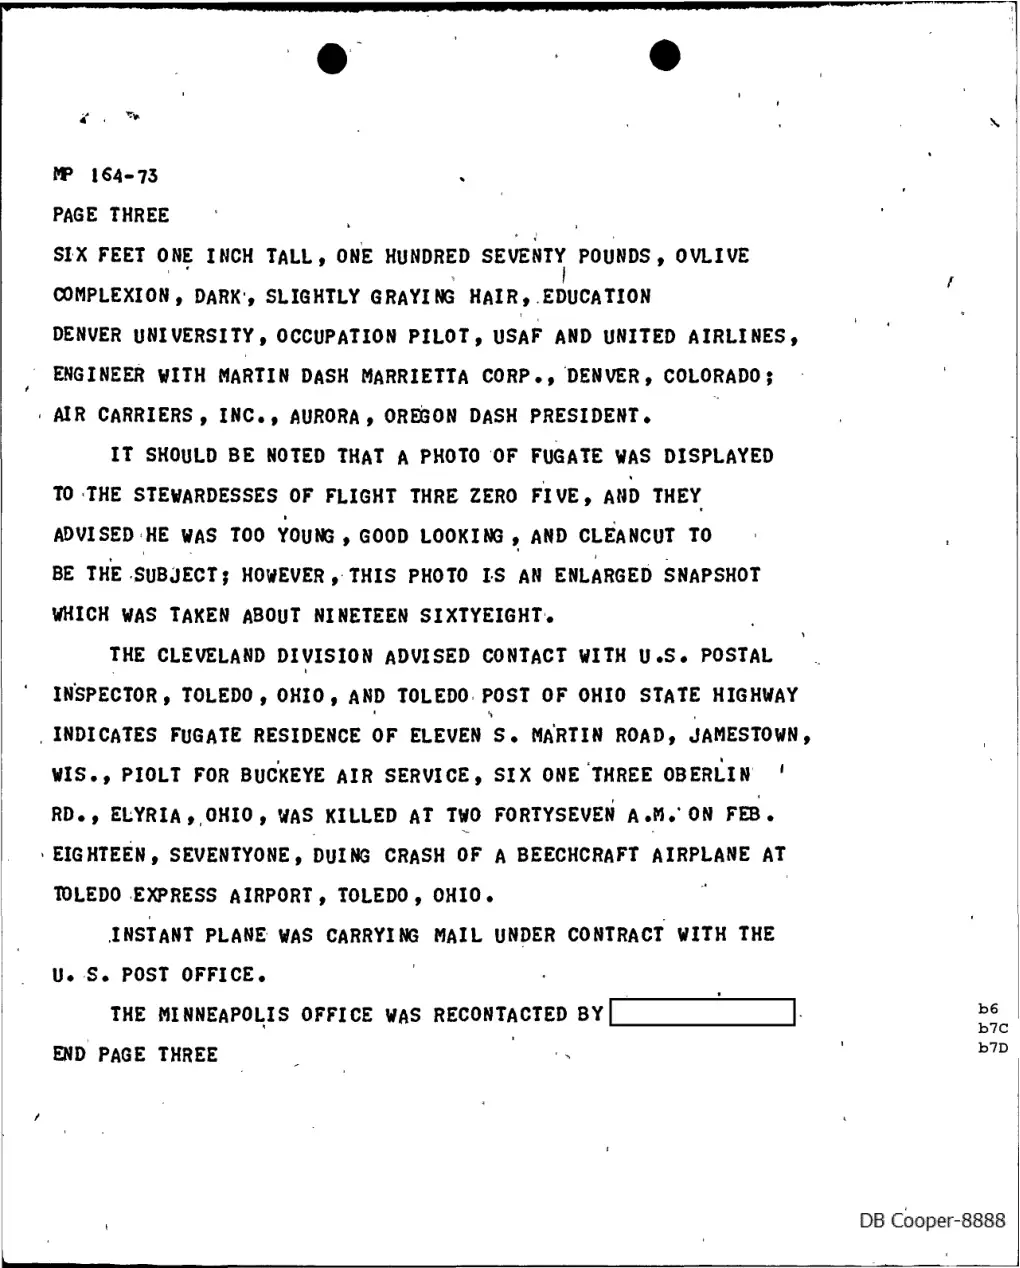 MP 164-73
PAGE THREE
SIX FEET ONE INCH TALL, ONE HUNDRED SEVENTY POUNDS, OVLIVE
COMPLEXION, DARK, SLIGHTLY GRAYING HAIR, EDUCATION
DENVER UNIVERSITY, OCCUPATION PILOT, USAF AND UNITED AIRLINES,
ENGINEER WITH MARTIN DASH MARRIETTA CORP., DENVER, COLORADO;
AIR CARRIERS, INC., AURORA, OREGON DASH PRESIDENT.
IT SHOULD BE NOTED THAT A PHOTO OF FUGATE WAS DISPLAYED
TO THE STEWARDESSES OF FLIGHT THRE ZERO FIVE, AND THEY
ADVISED HE WAS TOO YOUNG, GOOD LOOKING, AND CLEANCUT TO
BE THE SUBJECT; HOWEVER, THIS PHOTO IS AN ENLARGED SNAPSHOT
WHICH WAS TAKEN ABOUT NINETEEN SIXTYEIGHT.
THE CLEVELAND DIVISION ADVISED CONTACT WITH U.S. POSTAL
INSPECTOR, TOLEDO, OHIO, AND TOLEDO POST OF OHIO STATE HIGHWAY
INDICATES FUGATE RESIDENCE OF ELEVEN S. MARTIN ROAD, JAMESTOWN,
WIS., PIOLT FOR BUCKEYE AIR SERVICE, SIX ONE THREE OBERLIN
RD., ELYRIA, OHIO, WAS KILLED AT TWO FORTYSEVEN A.M. ON FEB.
EIGHTEEN, SEVENTYONE, DUING CRASH OF A BEECHCRAFT AIRPLANE AT
TOLEDO EXPRESS AIRPORT, TOLEDO, OHIO.
INSTANT PLANE WAS CARRYING MAIL UNDER CONTRACT WITH THE
U. S. POST OFFICE.
THE MINNEAPOLIS OFFICE WAS RECONTACTED BY
END PAGE THREE
b6
b7C
b7D
DB Cooper-8888